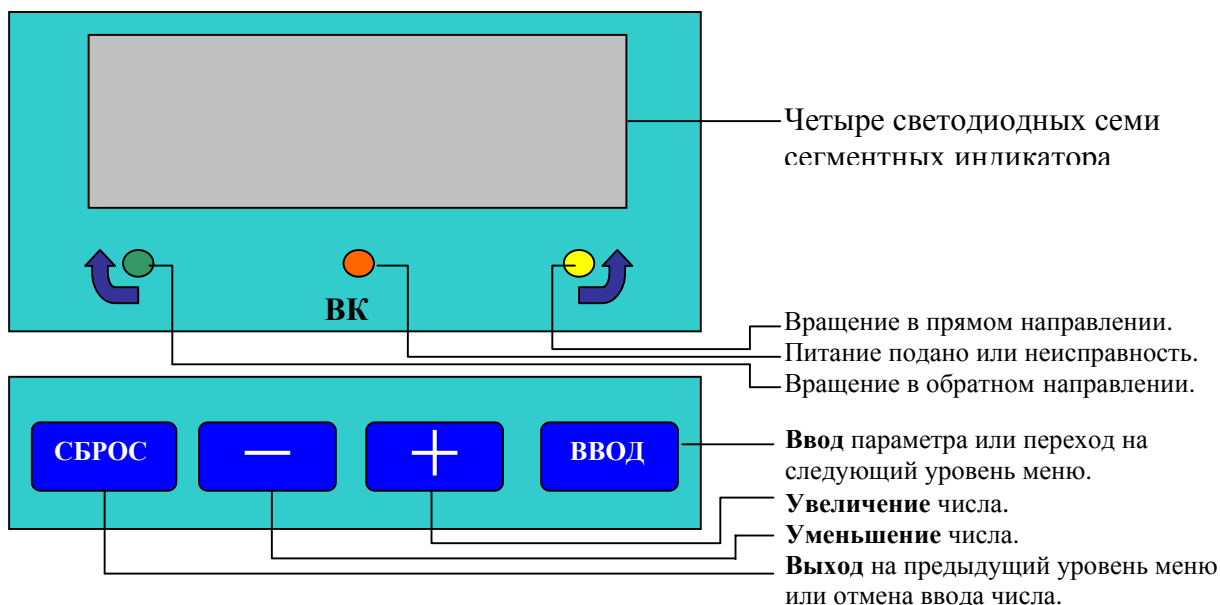 Четыре светодиодных семи
сегментных индикатора
ВК
Вращение в прямом направлении.
Питание подано или неисправность.
Вращение в обратном направлении.
СБРОС
—
+
ВВОД
Ввод параметра или переход на
следующий уровень меню.
Увеличение числа.
Уменьшение числа.
Выход на предыдущий уровень меню
или отмена ввода числа.